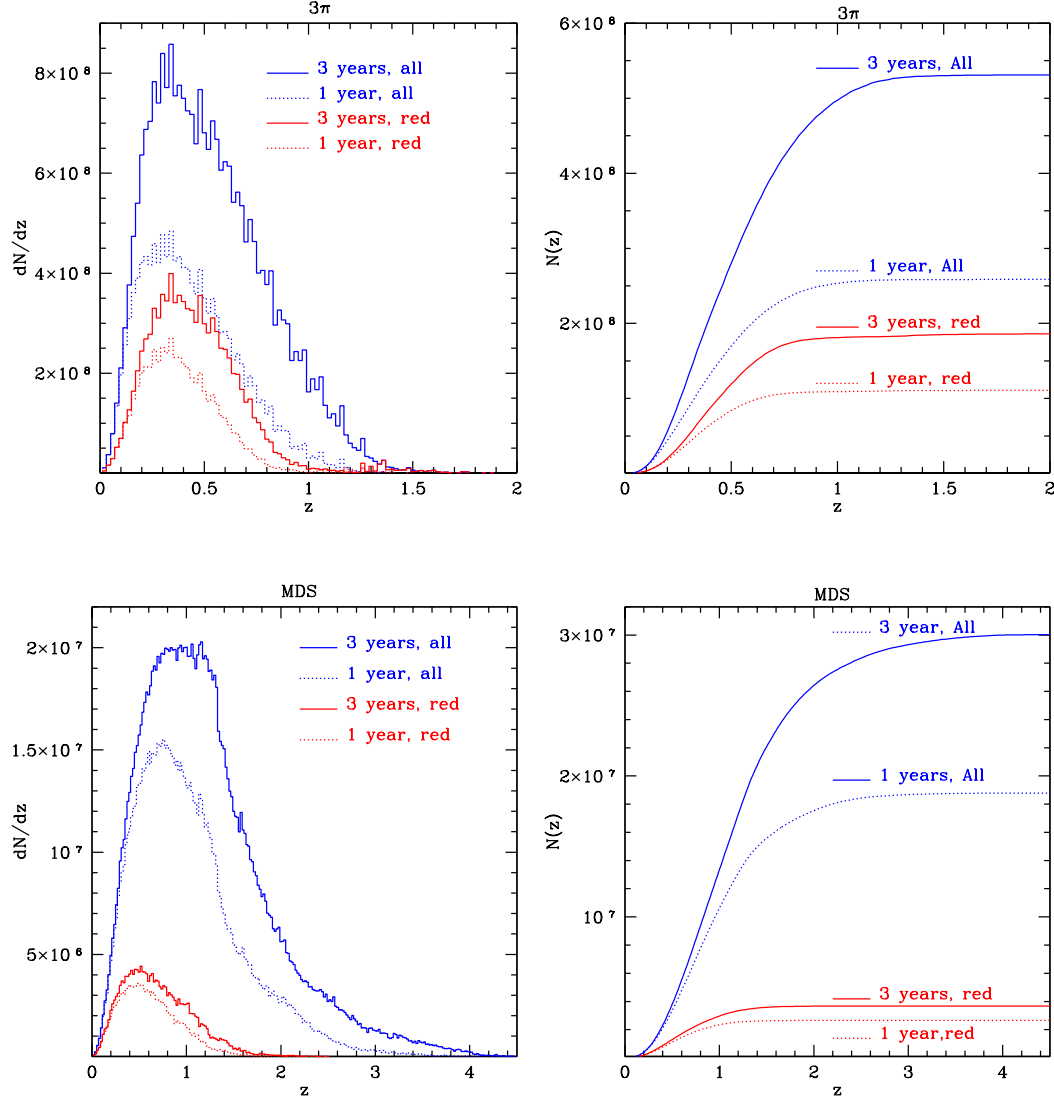 3π
8×10⁸
6×10⁸
4×10⁸
2×10⁸
dN/dz
3 years, all
1 year, all
3 years, red
1 year, red
0
0.5
1
1.5
2
z
3π
6×10⁸
4×10⁸
2×10⁸
N(z)
3 years, All
1 year, All
3 years, red
1 year, red
0
0.5
1
1.5
2
z
MDS
2×10⁷
1.5×10⁷
10⁷
5×10⁶
dN/dz
3 years, all
1 year, all
3 years, red
1 year, red
0
1
2
3
4
z
MDS
3×10⁷
2×10⁷
10⁷
N(z)
3 year, All
1 years, All
3 years, red
1 year,red
0
1
2
3
4
z